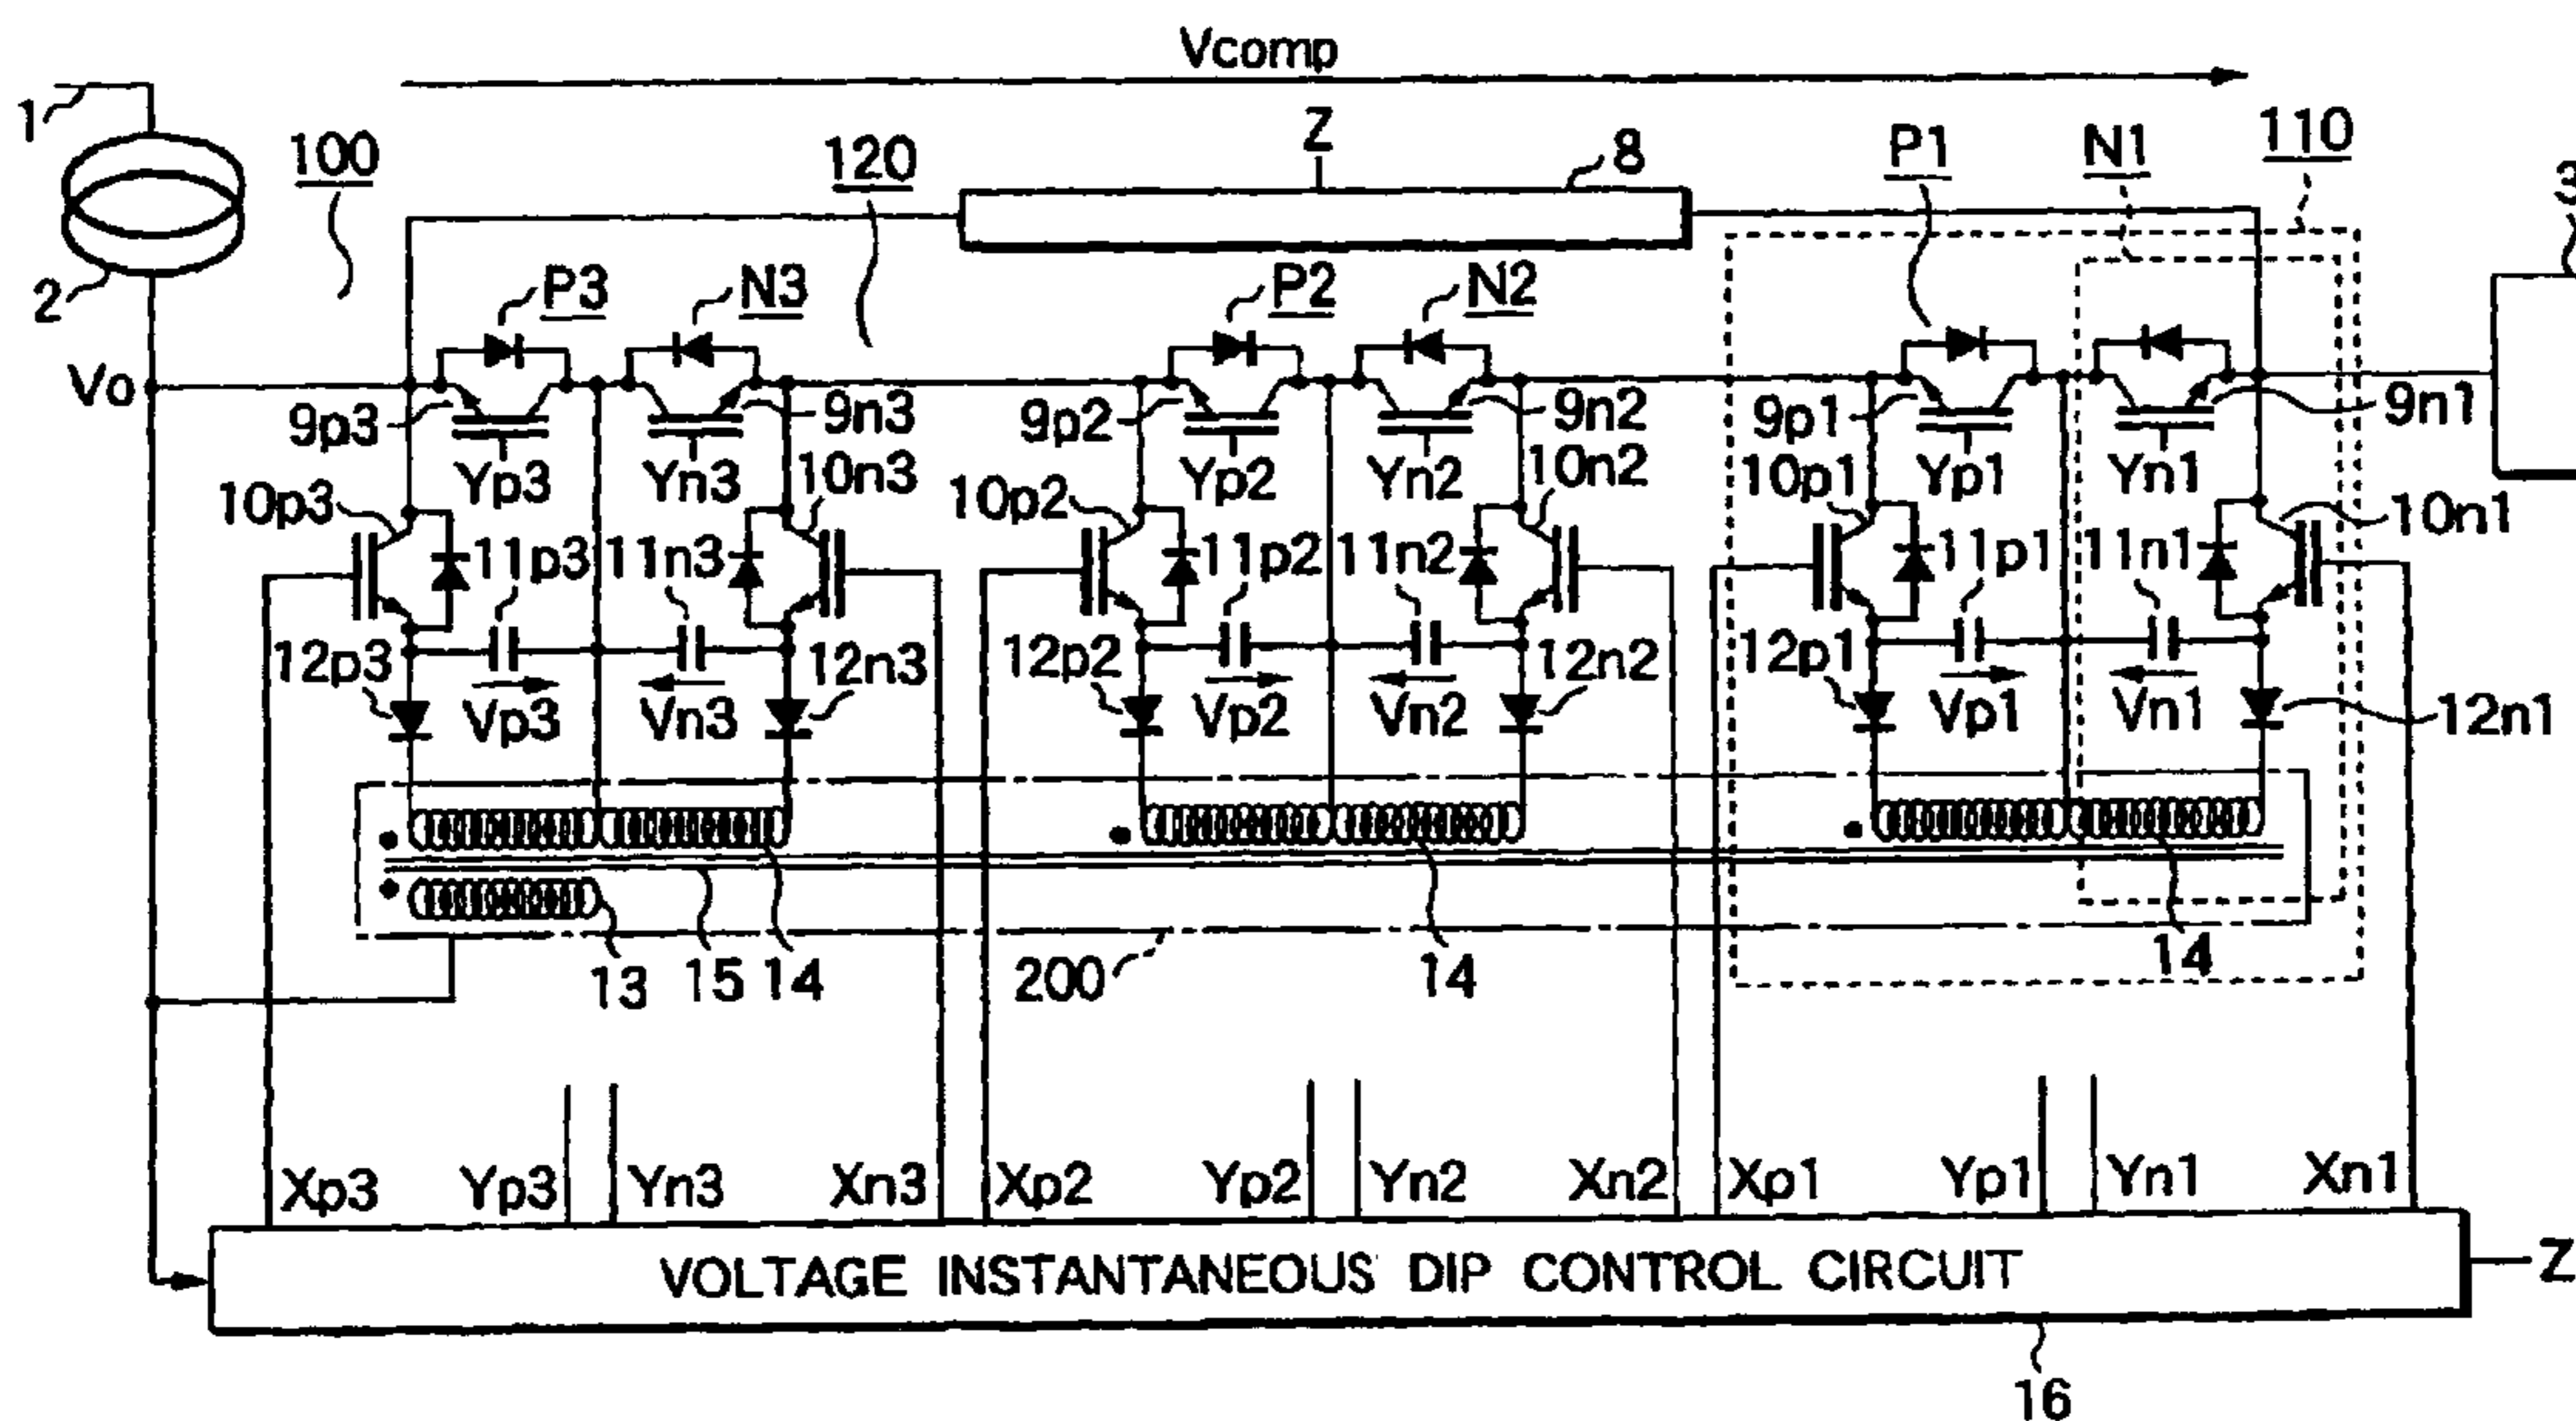 Vcomp
1
100
120
Z
8
P1
N1
110
3
2
P3
N3
P2
N2
Vo
9p3
9n3
9p2
9n2
9p1
9n1
Yp3
Yn3
Yp2
Yn2
Yp1
Yn1
10p3
10n3
10p2
10n2
10p1
10n1
11p3
11n3
11p2
11n2
11p1
11n1
12p3
12n3
12p2
12n2
12p1
12n1
Vp3
Vn3
Vp2
Vn2
Vp1
Vn1
13
15
14
200
14
14
Xp3
Yp3
Yn3
Xn3
Xp2
Yp2
Yn2
Xn2
Xp1
Yp1
Yn1
Xn1
VOLTAGE INSTANTANEOUS DIP CONTROL CIRCUIT
Z
16